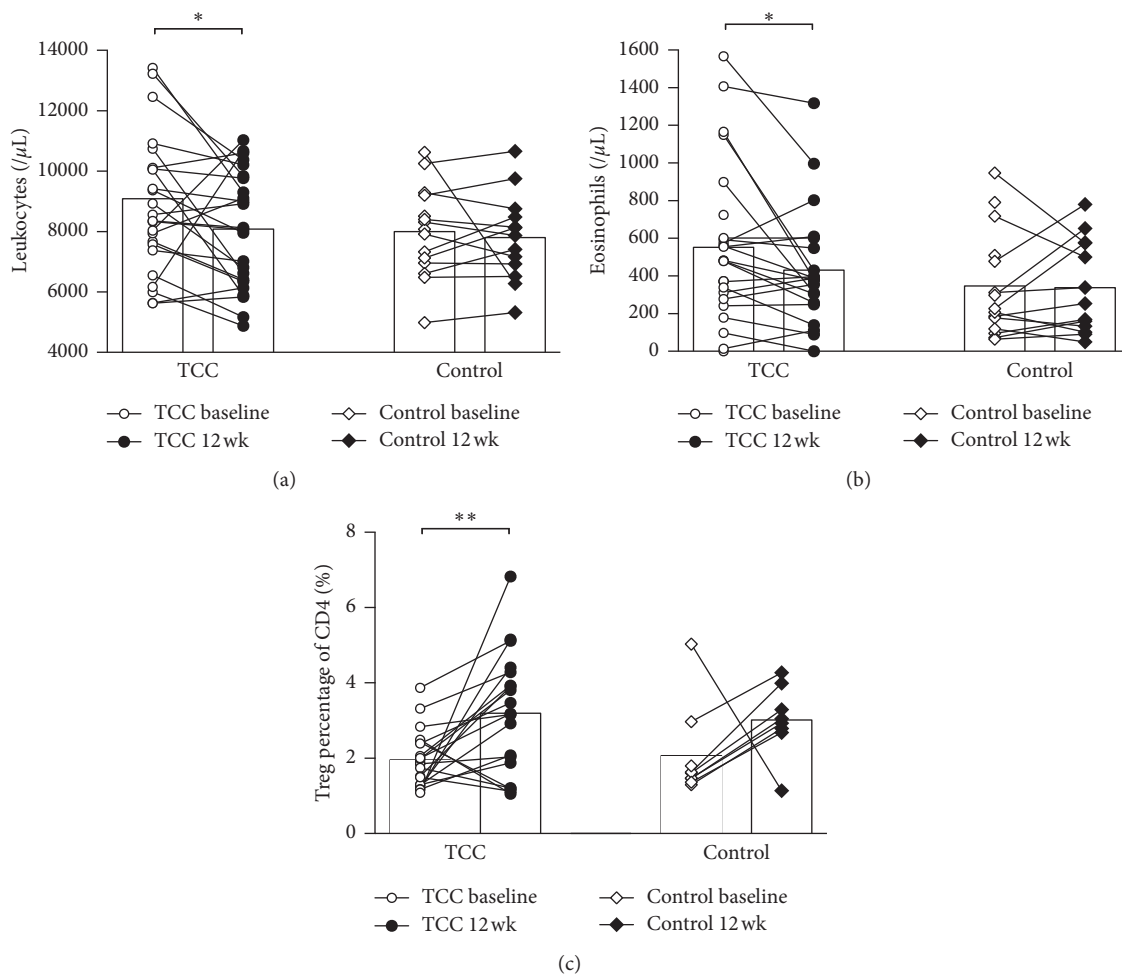 *
14000
12000
10000
8000
6000
4000
Leukocytes (/μL)
TCC
Control
TCC baseline
TCC 12 wk
Control baseline
Control 12 wk
(a)
*
1600
1400
1200
1000
800
600
400
200
0
Eosinophils (/μL)
TCC
Control
TCC baseline
TCC 12 wk
Control baseline
Control 12 wk
(b)
**
8
6
4
2
0
Treg percentage of CD4 (%)
TCC
Control
TCC baseline
TCC 12 wk
Control baseline
Control 12 wk
(c)